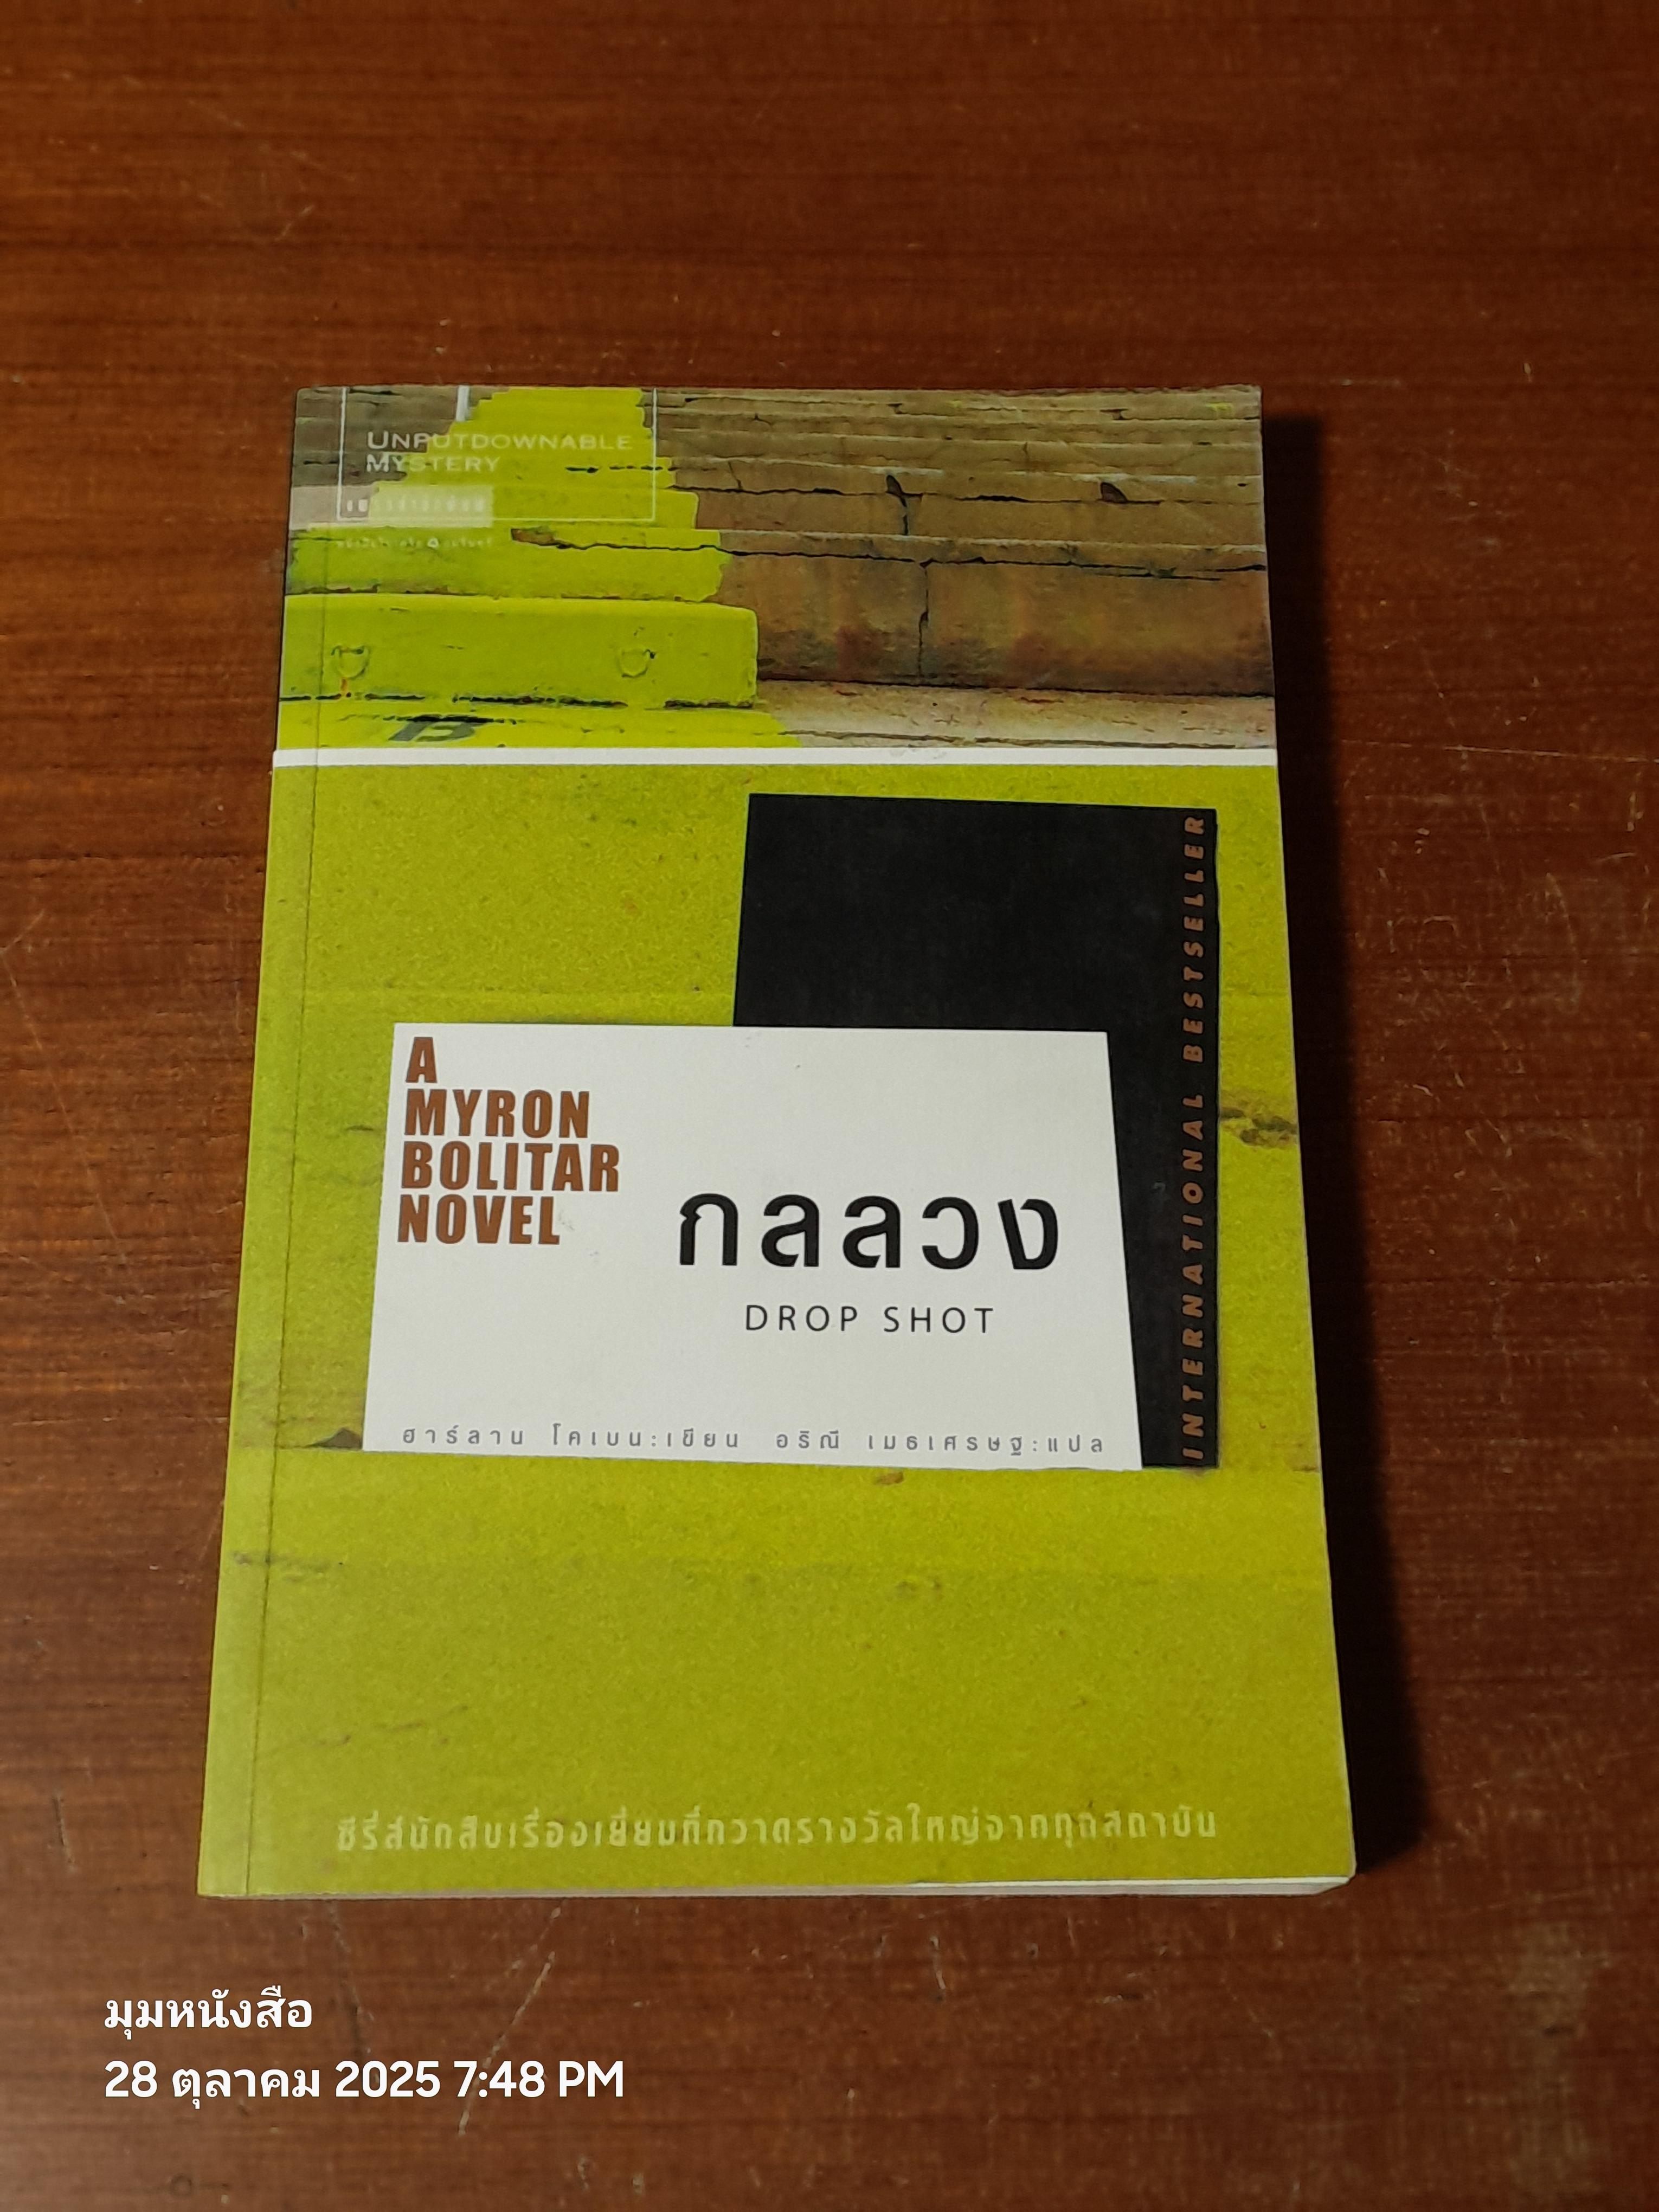 UNPUTDOWNABLE
MYSTERY
B
A
MYRON
BOLITAR
NOVEL
กลลวง
DROP SHOT
ฮาร์ลาน โคเบน:เขียน อริณี เมธเศรษฐ:แปล
INTERNATIONAL BESTSELLER
ซีรี่ส์นักสืบเรื่องเยี่ยมที่กวาดรางวัลใหญ่จากทุกสถาบัน
มุมหนังสือ
28 ตุลาคม 2025 7:48 PM